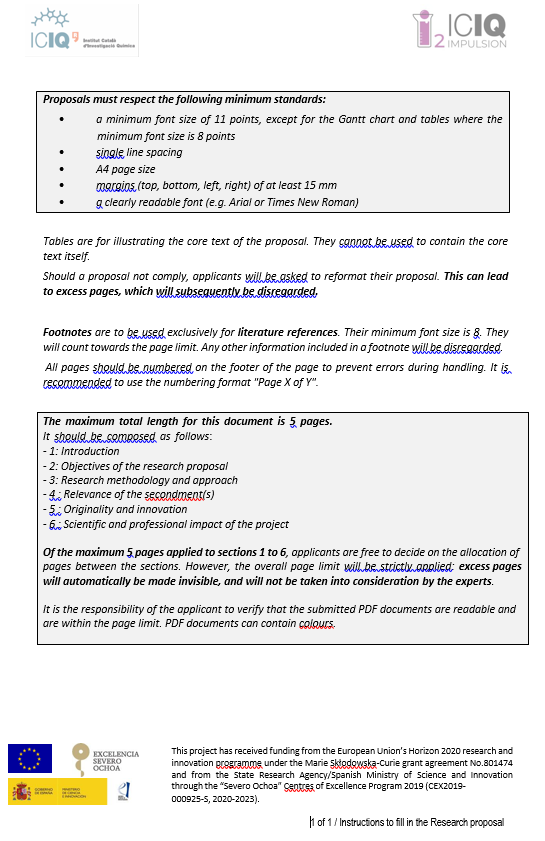 ICIQ
Institut Català
d'Investigació Química
ICIQ
2 IMPULSION
Proposals must respect the following minimum standards:
• a minimum font size of 11 points, except for the Gantt chart and tables where the
minimum font size is 8 points
• single line spacing
• A4 page size
• margins (top, bottom, left, right) of at least 15 mm
• a clearly readable font (e.g. Arial or Times New Roman)
Tables are for illustrating the core text of the proposal. They cannot be used to contain the core
text itself.
Should a proposal not comply, applicants will be asked to reformat their proposal. This can lead
to excess pages, which will subsequently be disregarded.
Footnotes are to be used exclusively for literature references. Their minimum font size is 8. They
will count towards the page limit. Any other information included in a footnote will be disregarded.
All pages should be numbered on the footer of the page to prevent errors during handling. It is
recommended to use the numbering format "Page X of Y".
The maximum total length for this document is 5 pages.
It should be composed as follows:
- 1: Introduction
- 2: Objectives of the research proposal
- 3: Research methodology and approach
- 4 : Relevance of the secondment(s)
- 5 : Originality and innovation
- 6 : Scientific and professional impact of the project
Of the maximum 5 pages applied to sections 1 to 6, applicants are free to decide on the allocation of
pages between the sections. However, the overall page limit will be strictly applied: excess pages
will automatically be made invisible, and will not be taken into consideration by the experts.
It is the responsibility of the applicant to verify that the submitted PDF documents are readable and
are within the page limit. PDF documents can contain colours.
EXCELENCIA
SEVERO
OCHOA
GOBIERNO
DE ESPAÑA
MINISTERIO
DE CIENCIA
E INNOVACIÓN
This project has received funding from the European Union's Horizon 2020 research and
innovation programme under the Marie Skłodowska-Curie grant agreement No.801474
and from the State Research Agency/Spanish Ministry of Science and Innovation
through the "Severo Ochoa" Centres of Excellence Program 2019 (CEX2019-
000925-S, 2020-2023).
1 of 1 / Instructions to fill in the Research proposal